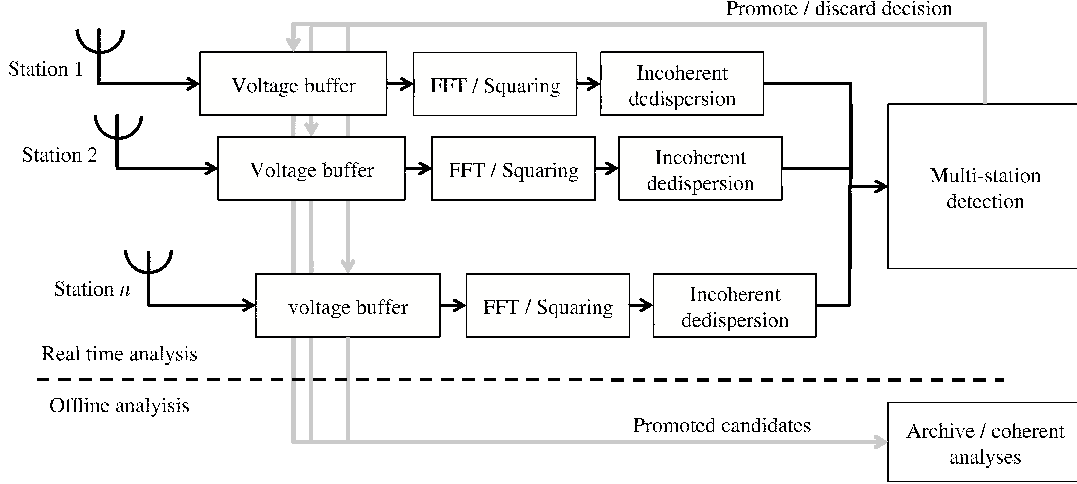 Promote / discard decision
Station 1
Voltage buffer
FFT / Squaring
Incoherent
dedispersion
Station 2
Voltage buffer
FFT / Squaring
Incoherent
dedispersion
Multi-station
detection
Station n
voltage buffer
FFT / Squaring
Incoherent
dedispersion
Real time analysis
Offline analyisis
Promoted candidates
Archive / coherent
analyses